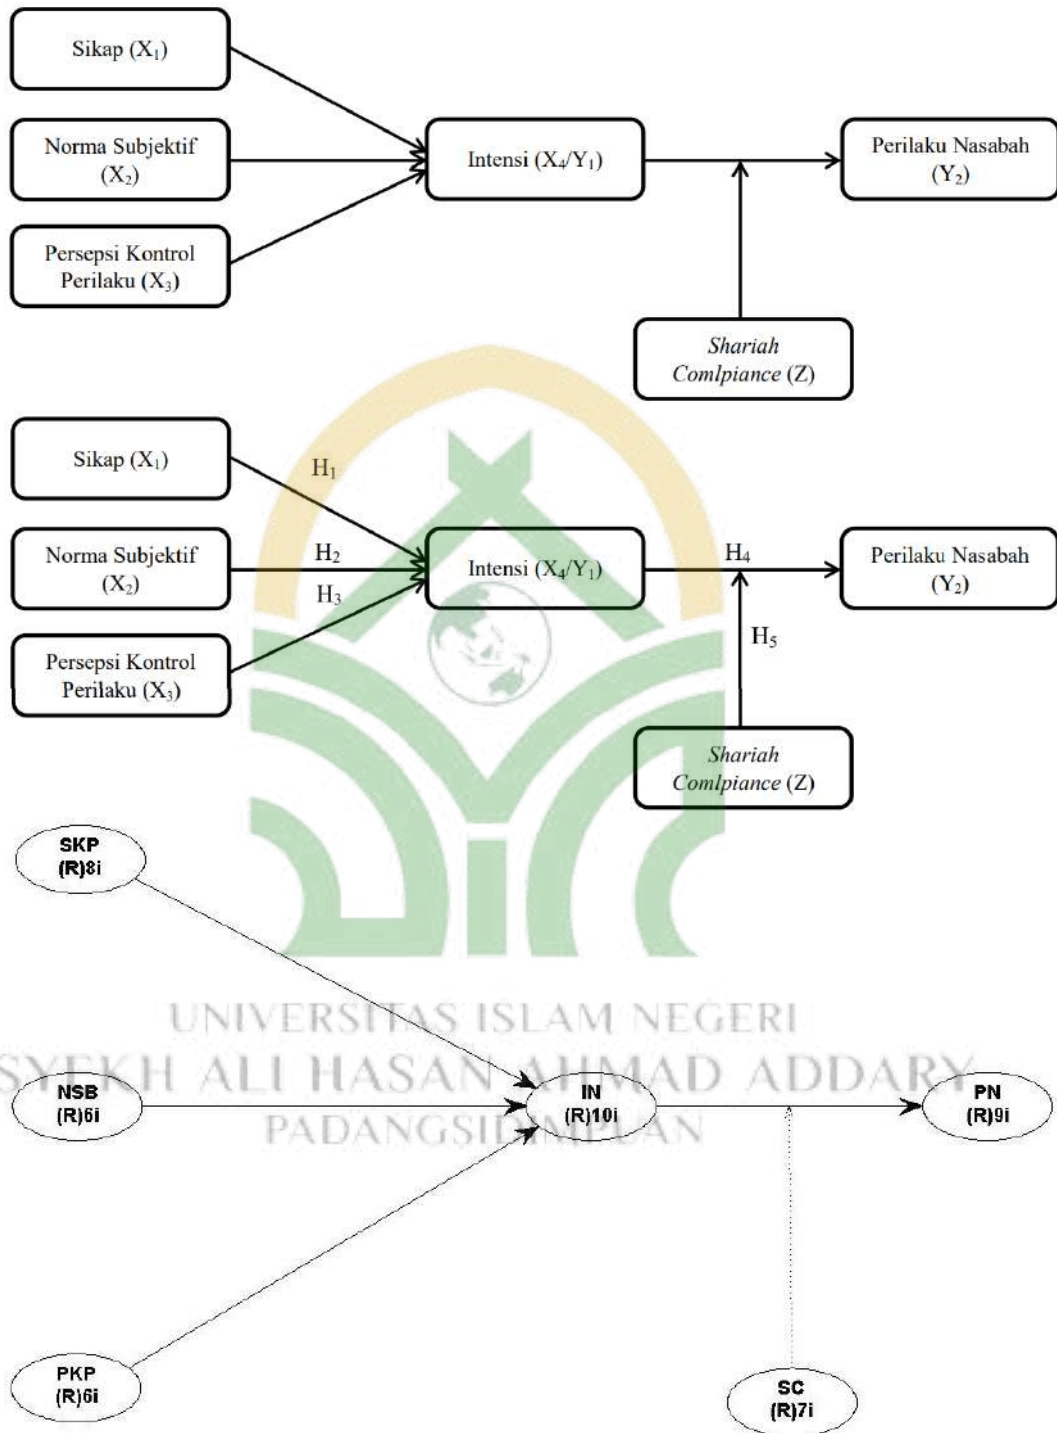 Sikap (X₁)
Norma Subjektif
(X₂)
Persepsi Kontrol
Perilaku (X₃)
Intensi (X₄/Y₁)
Perilaku Nasabah
(Y₂)
Shariah
Comlpiance (Z)
Sikap (X₁)
H₁
Norma Subjektif
(X₂)
H₂
H₃
Persepsi Kontrol
Perilaku (X₃)
Intensi (X₄/Y₁)
H₄
Perilaku Nasabah
(Y₂)
H₅
Shariah
Comlpiance (Z)
SKP
(R)8i
UNIVERSITAS ISLAM NEGERI
SYEKH ALI HASAN AHMAD ADDARY
PADANGSIDIMPUAN
NSB
(R)6i
IN
(R)10i
PN
(R)9i
PKP
(R)6i
SC
(R)7i